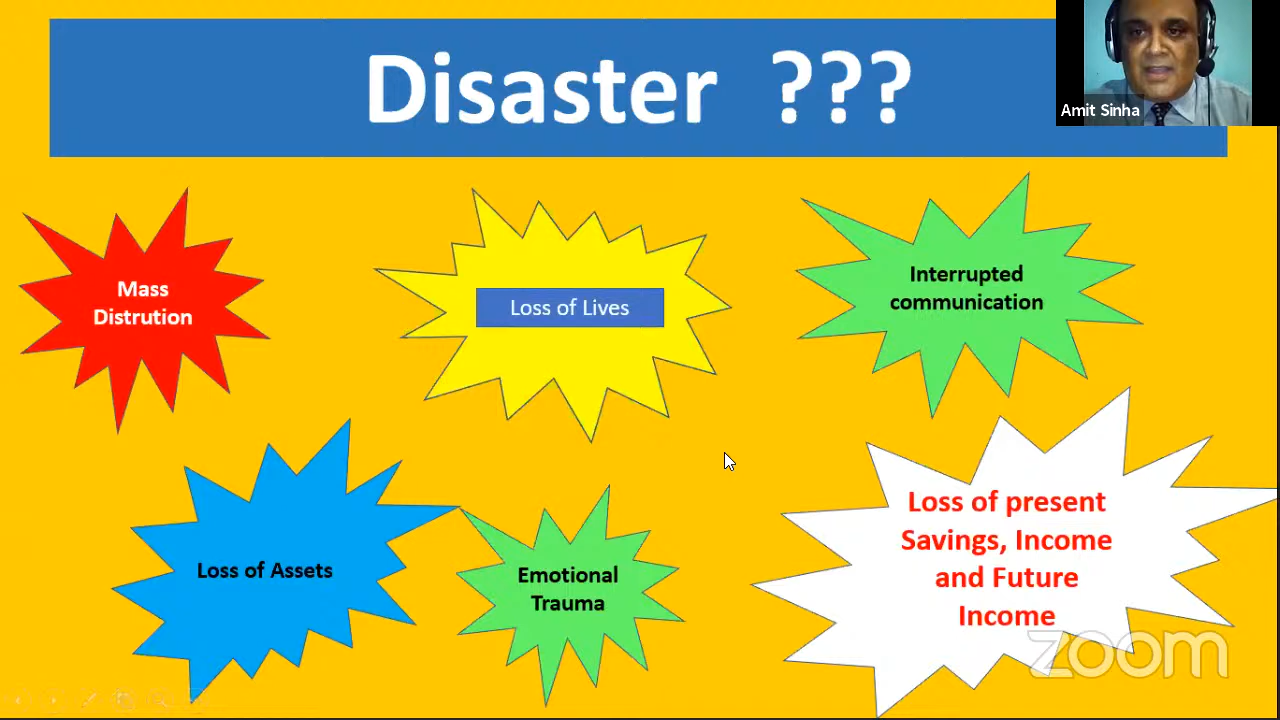 Disaster ???
Amit Sinha
Mass
Distrution
Loss of Lives
Interrupted
communication
Loss of Assets
Emotional
Trauma
Loss of present
Savings, Income
and Future
Income
zoom